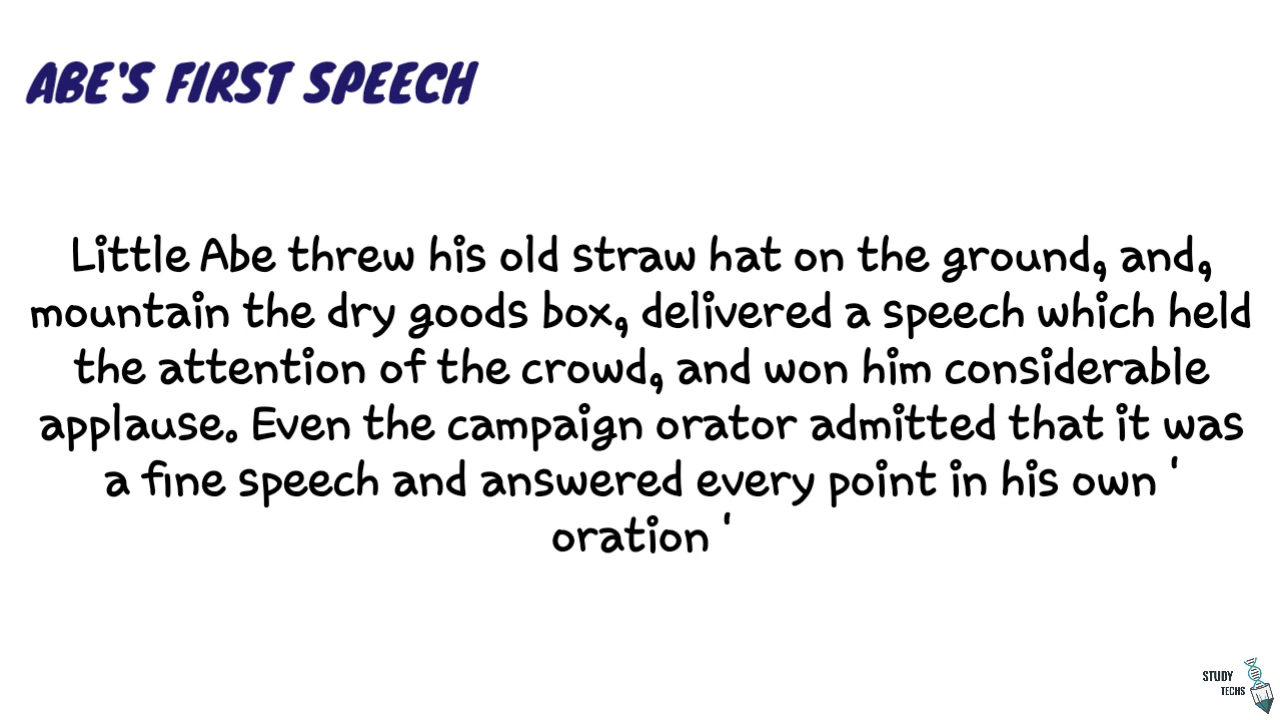 ABE'S FIRST SPEECH
Little Abe threw his old straw hat on the ground, and,
mountain the dry goods box, delivered a speech which held
the attention of the crowd, and won him considerable
applause. Even the campaign orator admitted that it was
a fine speech and answered every point in his own '
oration '
STUDY
TECHS